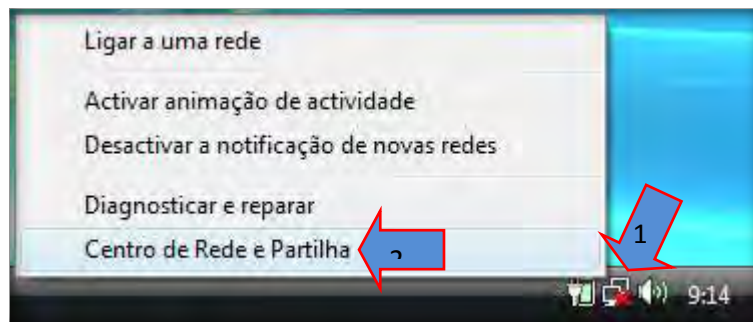 Ligar a uma rede
Activar animação de actividade
Desactivar a notificação de novas redes
Diagnosticar e reparar
Centro de Rede e Partilha
1
9:14